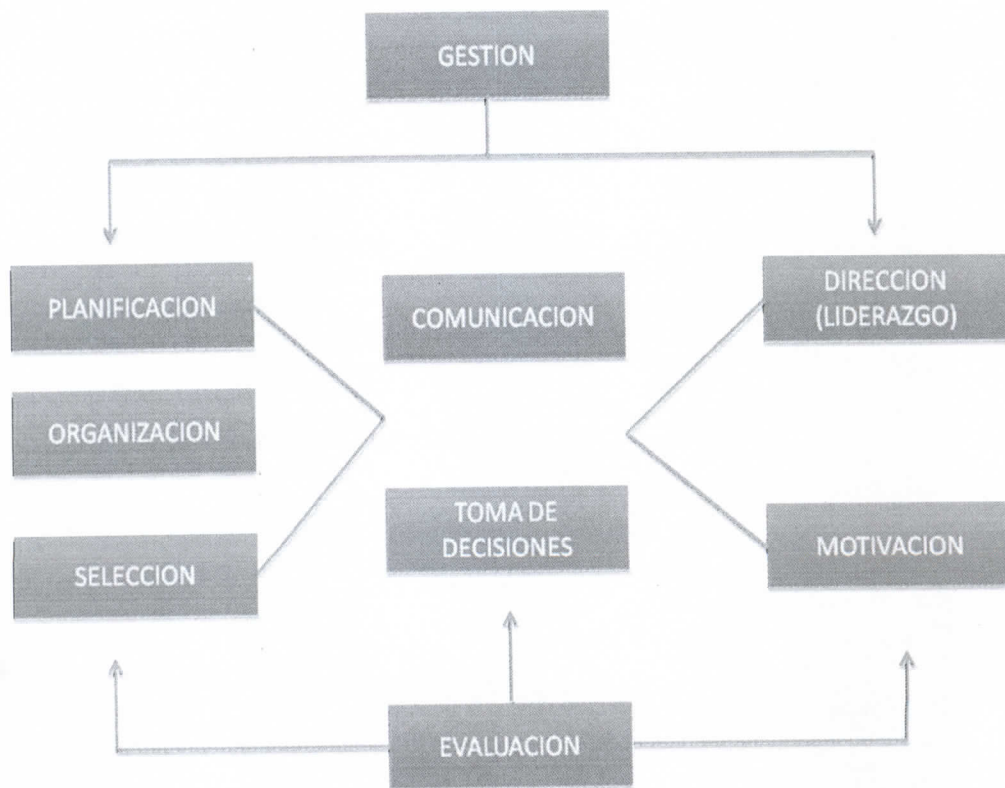 GESTION
PLANIFICACION
COMUNICACION
DIRECCION
(LIDERAZGO)
ORGANIZACION
TOMA DE
DECISIONES
SELECCION
MOTIVACION
EVALUACION